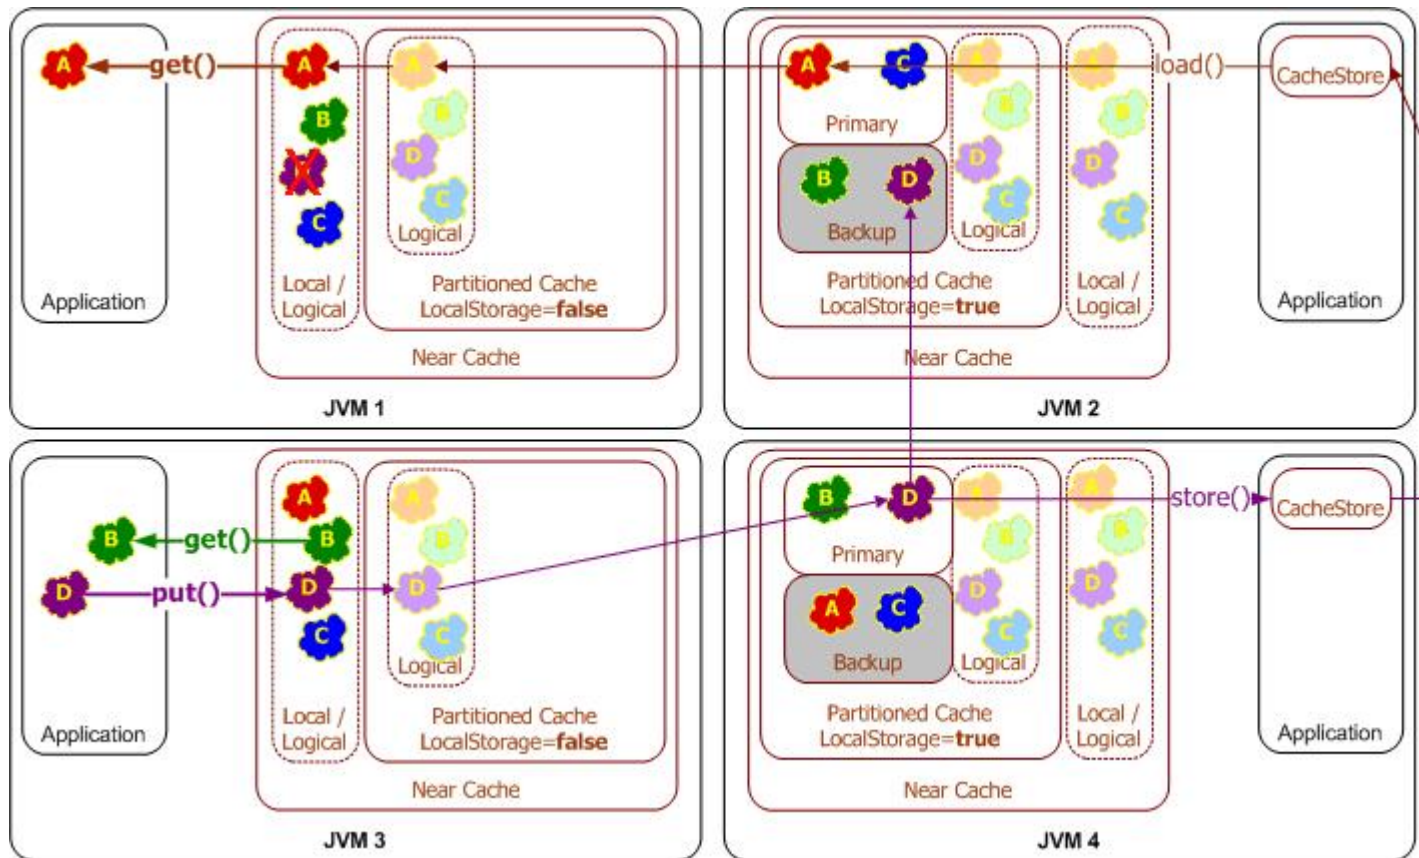 A
get()
A
A
A
C
A
A
load()
CacheStore
B
B
Primary
B
B
D
D
D
B
D
C
C
Logical
Backup
C
Logical
C
Application
Local /
Logical
Partitioned Cache
LocalStorage=false
Partitioned Cache
LocalStorage=true
Local /
Logical
Application
Near Cache
Near Cache
JVM 1
JVM 2
A
A
B
D
A
A
store()
CacheStore
B
get()
B
B
Primary
B
B
D
put()
D
D
D
D
C
C
Logical
A
C
Backup
C
Logical
C
Application
Local /
Logical
Partitioned Cache
LocalStorage=false
Partitioned Cache
LocalStorage=true
Local /
Logical
Application
Near Cache
Near Cache
JVM 3
JVM 4